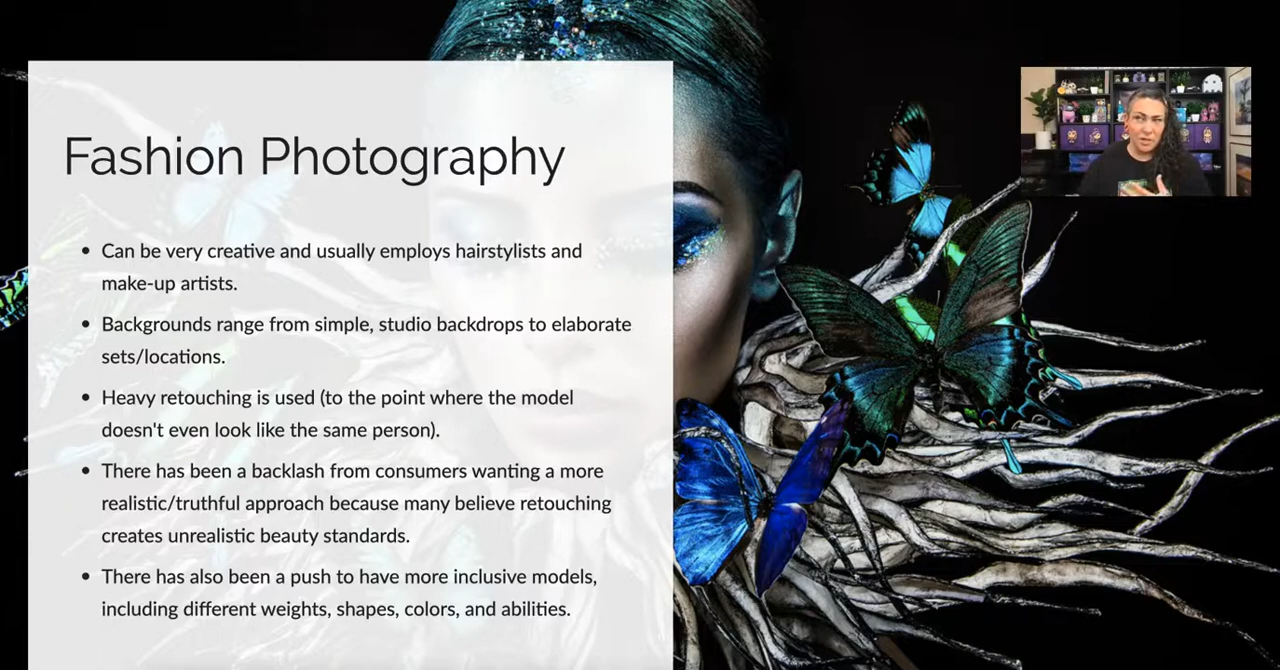 Fashion Photography
• Can be very creative and usually employs hairstylists and
make-up artists.
• Backgrounds range from simple, studio backdrops to elaborate
sets/locations.
• Heavy retouching is used (to the point where the model
doesn't even look like the same person).
• There has been a backlash from consumers wanting a more
realistic/truthful approach because many believe retouching
creates unrealistic beauty standards.
• There has also been a push to have more inclusive models,
including different weights, shapes, colors, and abilities.